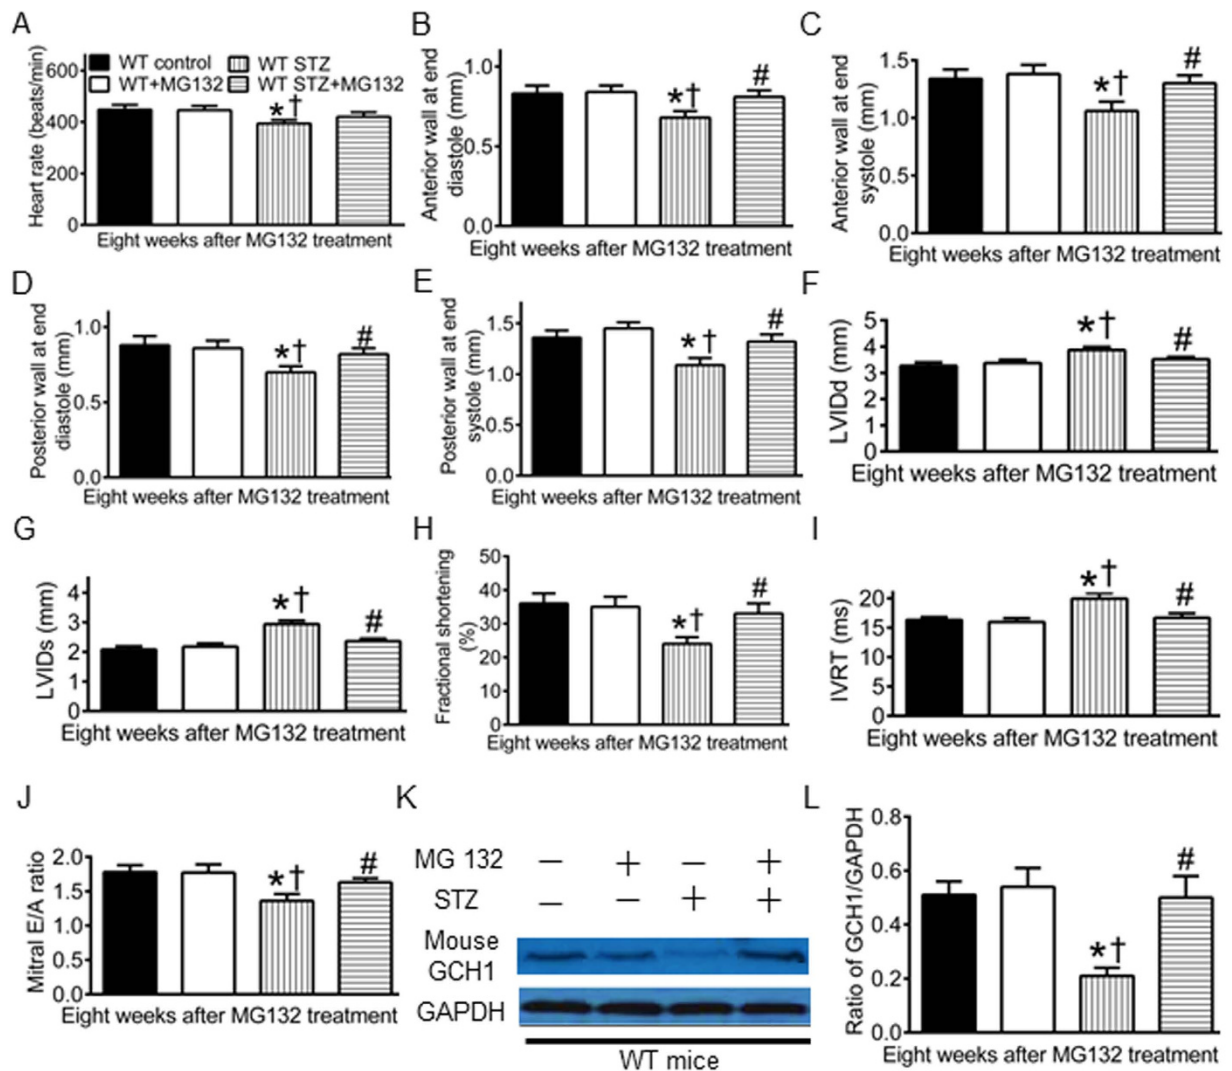 A
Heart rate (beats/min)
600
400
200
0
WT control
WT STZ
WT+MG132
WT STZ+MG132
*†
Eight weeks after MG132 treatment
B
Anterior wall at end
diastole (mm)
1.0
0.5
0.0
*†
#
Eight weeks after MG132 treatment
C
Anterior wall at end
systole (mm)
1.5
1.0
0.5
0.0
*†
#
Eight weeks after MG132 treatment
D
Posterior wall at end
diastole (mm)
1.0
0.5
0.0
*†
#
Eight weeks after MG132 treatment
E
Posterior wall at end
systole (mm)
1.5
1.0
0.5
0.0
*†
#
Eight weeks after MG132 treatment
F
LVIDd (mm)
5
4
3
2
1
0
*†
#
Eight weeks after MG132 treatment
G
LVIDs (mm)
4
3
2
1
0
*†
#
Eight weeks after MG132 treatment
H
Fractional shortening
(%)
50
40
30
20
10
0
*†
#
Eight weeks after MG132 treatment
I
IVRT (ms)
20
15
10
5
0
*†
#
Eight weeks after MG132 treatment
J
Mitral E/A ratio
2.0
1.5
1.0
0.5
0.0
*†
#
Eight weeks after MG132 treatment
K
MG 132 — + — +
STZ — — + +
Mouse
GCH1
GAPDH
WT mice
L
Ratio of GCH1/GAPDH
0.8
0.6
0.4
0.2
0.0
*†
#
Eight weeks after MG132 treatment